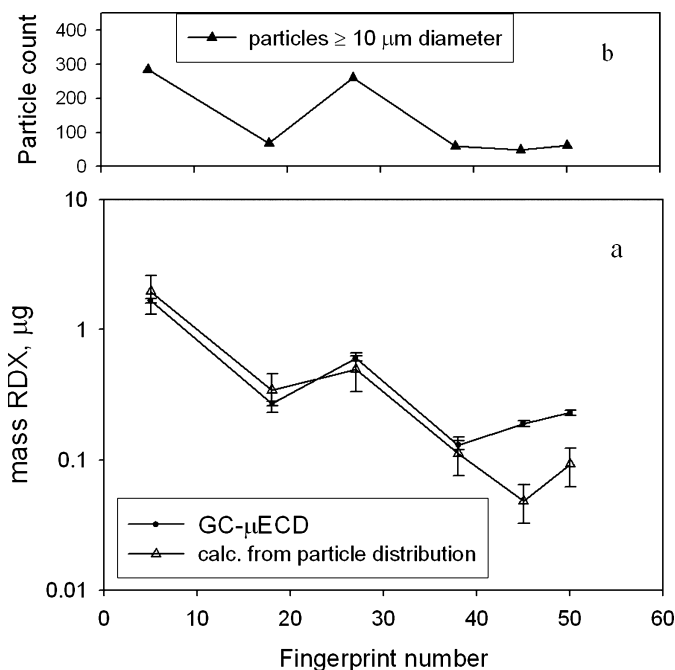 400
300
200
100
0
Particle count
particles ≥ 10 μm diameter
b
10
1
0.1
0.01
mass RDX, μg
a
GC-μECD
calc. from particle distribution
0 10 20 30 40 50 60
Fingerprint number